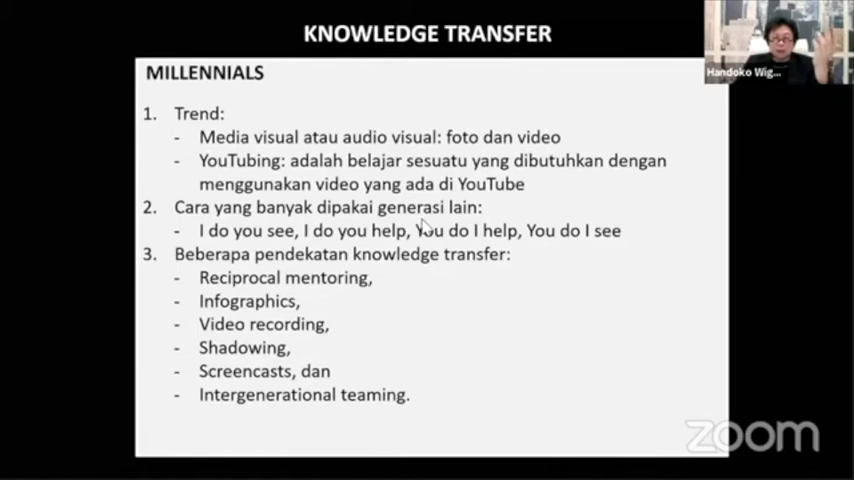 KNOWLEDGE TRANSFER
Handoko Wig...
MILLENNIALS
1. Trend:
- Media visual atau audio visual: foto dan video
- YouTubing: adalah belajar sesuatu yang dibutuhkan dengan
menggunakan video yang ada di YouTube
2. Cara yang banyak dipakai generasi lain:
- I do you see, I do you help, You do I help, You do I see
3. Beberapa pendekatan knowledge transfer:
- Reciprocal mentoring,
- Infographics,
- Video recording,
- Shadowing,
- Screencasts, dan
- Intergenerational teaming.
zoom